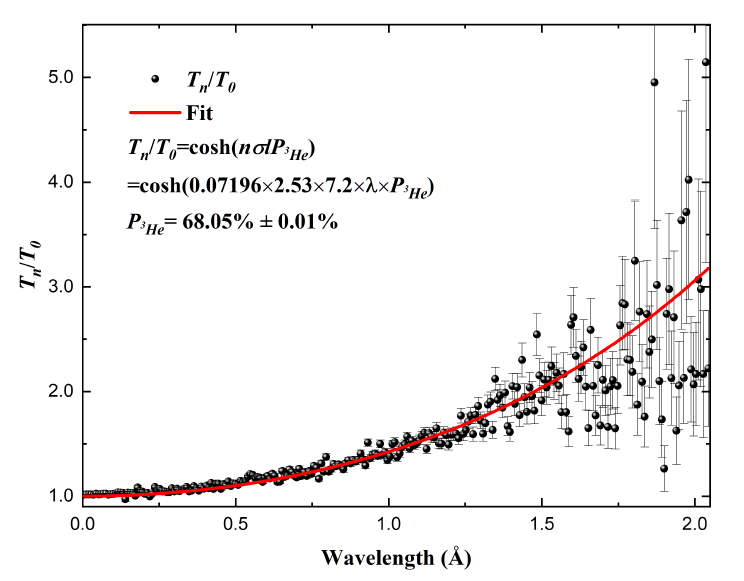 5.0
4.0
3.0
2.0
1.0
0.0
0.5
1.0
1.5
2.0
Tn/T0
Wavelength (Å)
Tn/T0
Fit
Tn/T0=cosh(nσlP³He)
=cosh(0.07196×2.53×7.2×λ×P³He)
P³He= 68.05% ± 0.01%